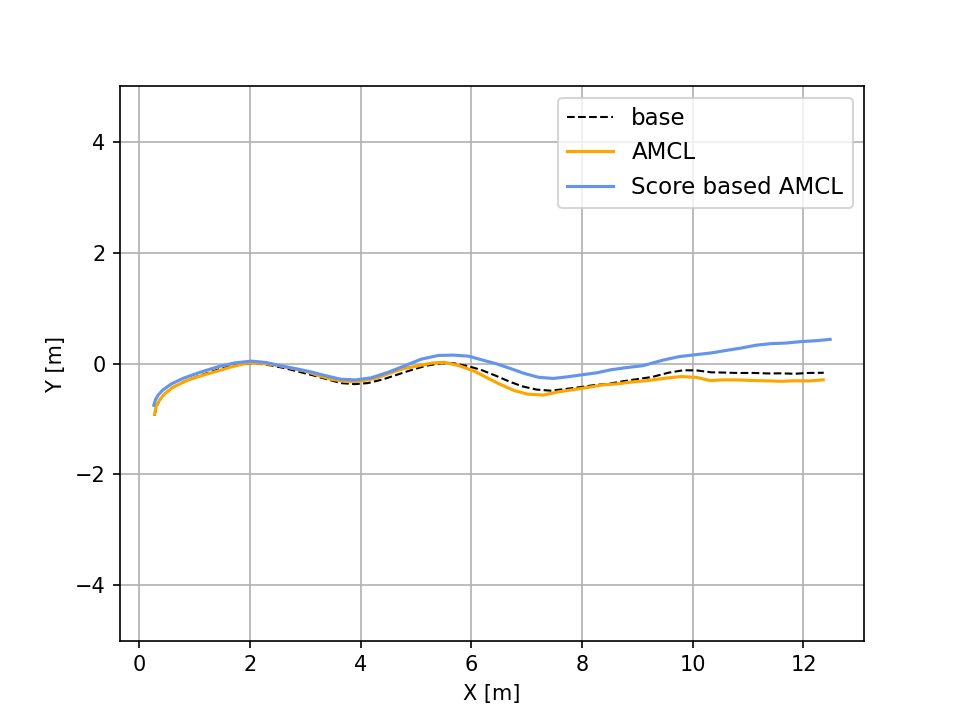 base
AMCL
Score based AMCL
4
2
0
−2
−4
Y [m]
0 2 4 6 8 10 12
X [m]